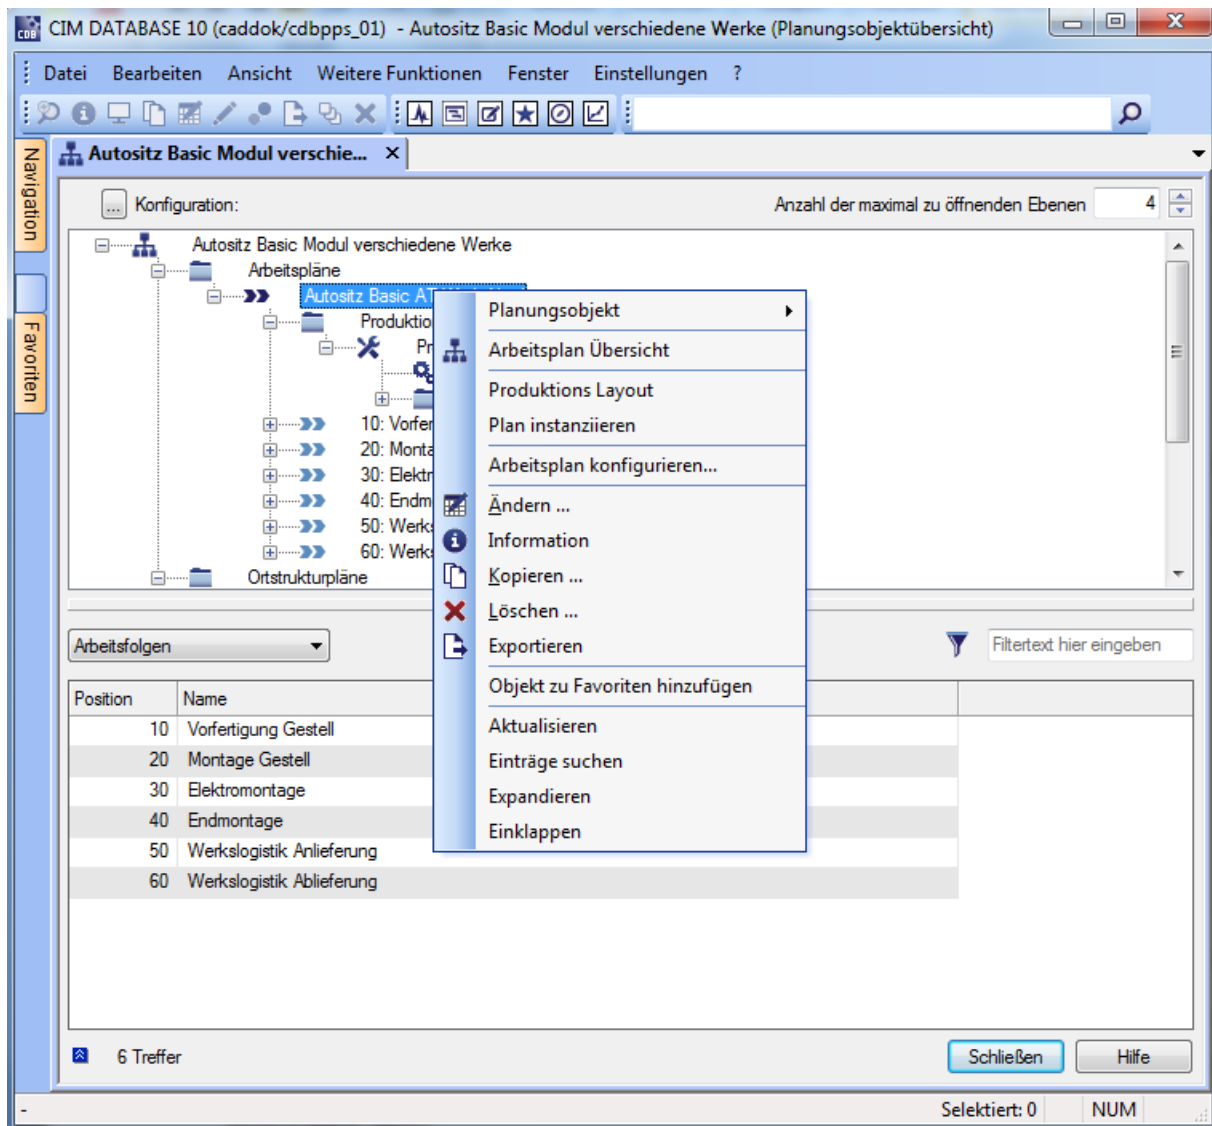 CIM DATABASE 10 (caddok/cdbpps_01) - Autositz Basic Modul verschiedene Werke (Planungsobjektübersicht)
Datei Bearbeiten Ansicht Weitere Funktionen Fenster Einstellungen ?
Navigation
Favoriten
Autositz Basic Modul verschie...
... Konfiguration: Anzahl der maximal zu öffnenden Ebenen 4
Autositz Basic Modul verschiedene Werke
Arbeitspläne
Autositz Basic AT
Produktio
Pr
10: Vorfer
20: Monta
30: Elektr
40: Endm
50: Werks
60: Werks
Ortstrukturpläne
Planungsobjekt
Arbeitsplan Übersicht
Produktions Layout
Plan instanziieren
Arbeitsplan konfigurieren...
Ändern ...
Information
Kopieren ...
Löschen ...
Exportieren
Objekt zu Favoriten hinzufügen
Aktualisieren
Einträge suchen
Expandieren
Einklappen
Arbeitsfolgen Filtertext hier eingeben
Position Name
10 Vorfertigung Gestell
20 Montage Gestell
30 Elektromontage
40 Endmontage
50 Werkslogistik Anlieferung
60 Werkslogistik Ablieferung
6 Treffer Schließen Hilfe
- Selektiert: 0 NUM